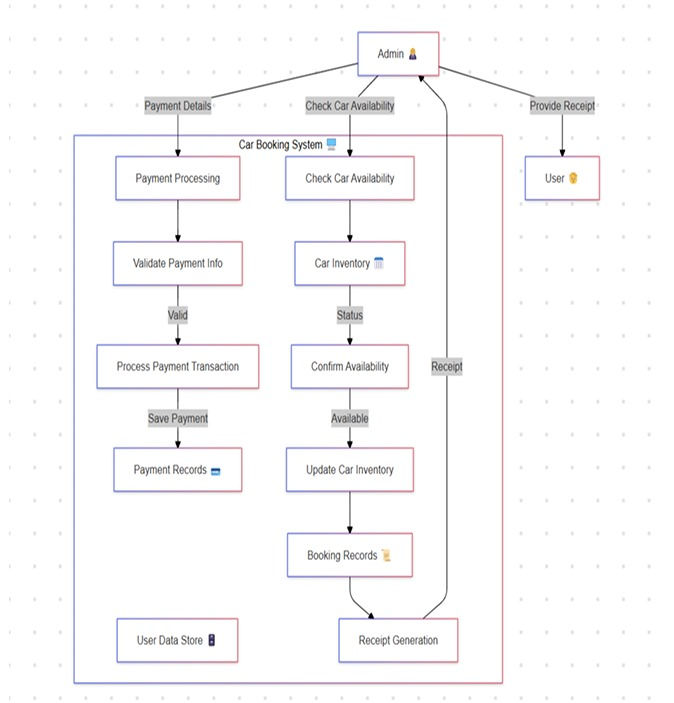 Admin
Payment Details
Check Car Availability
Provide Receipt
Car Booking System
Payment Processing
Check Car Availability
User
Validate Payment Info
Car Inventory
Valid
Status
Process Payment Transaction
Confirm Availability
Receipt
Save Payment
Available
Payment Records
Update Car Inventory
Booking Records
User Data Store
Receipt Generation